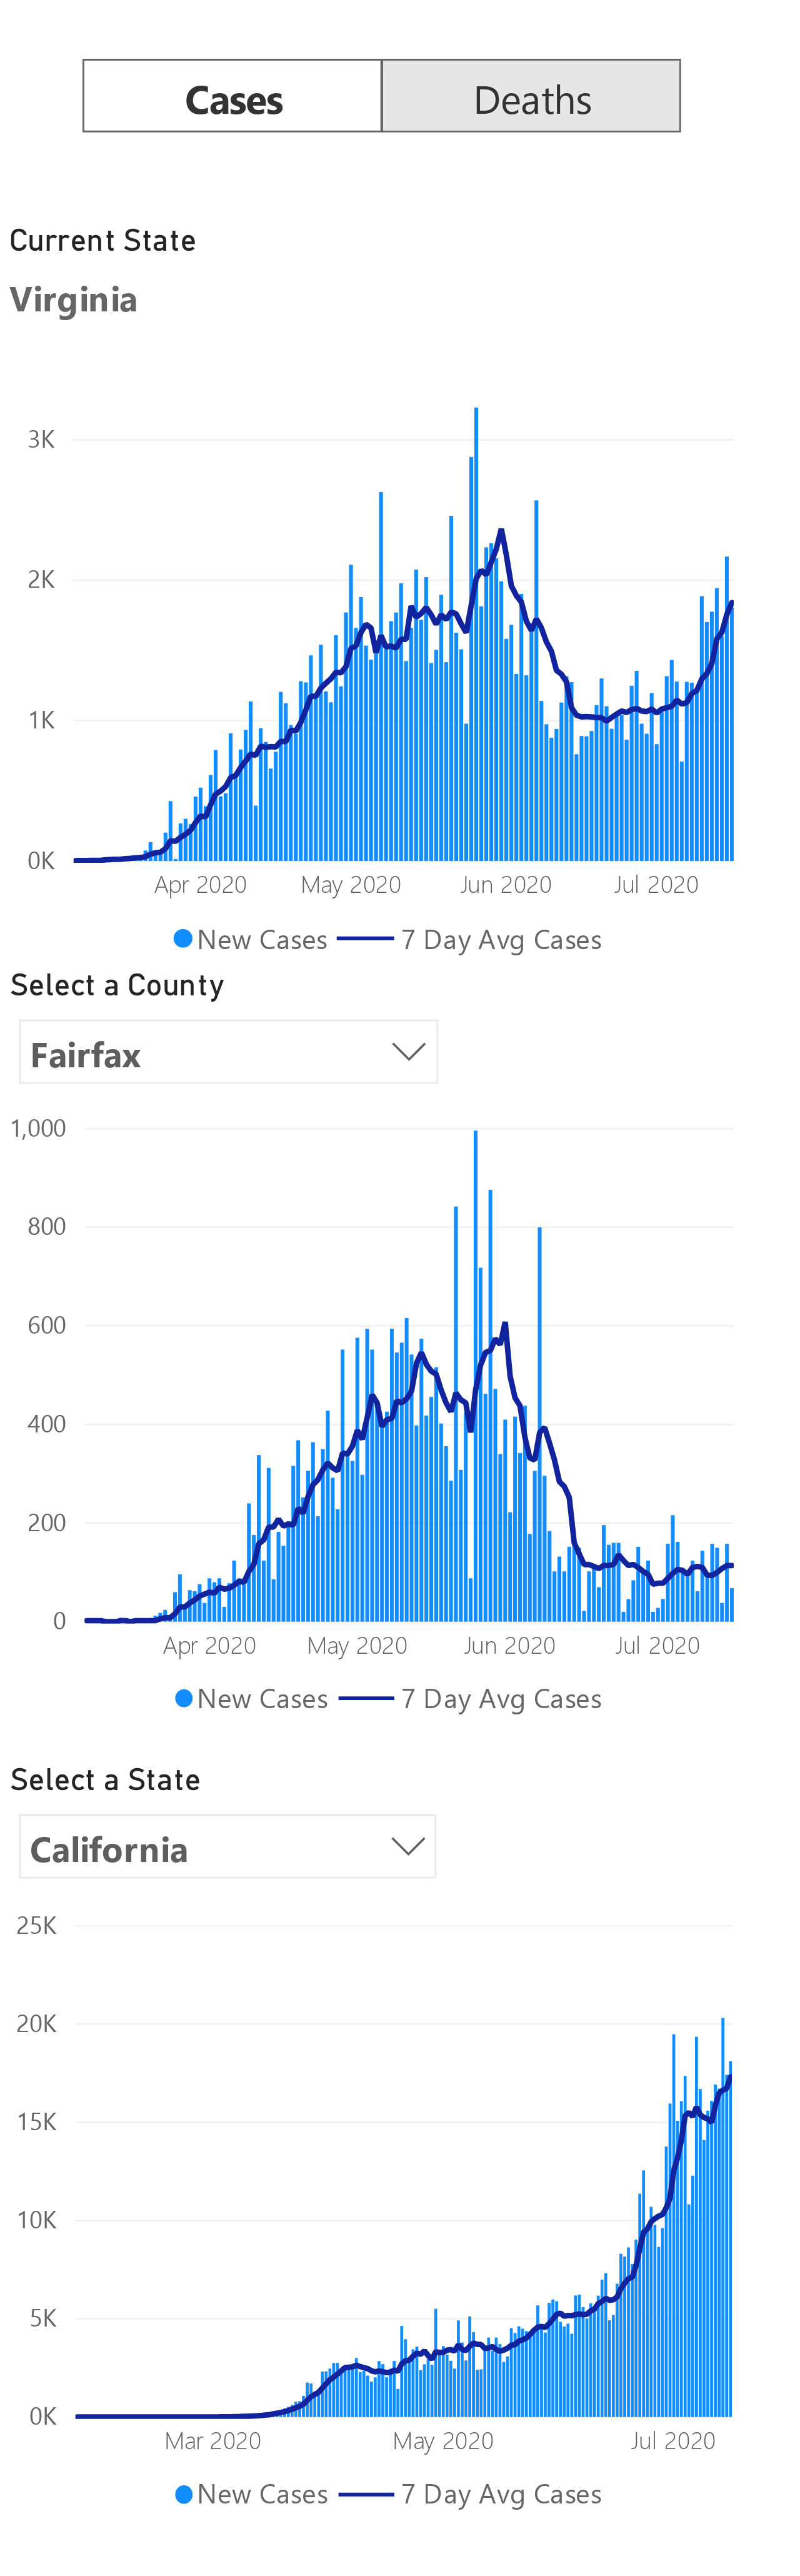 Cases Deaths
Current State
Virginia
3K
2K
1K
0K
Apr 2020 May 2020 Jun 2020 Jul 2020
New Cases 7 Day Avg Cases
Select a County
Fairfax
1,000
800
600
400
200
0
Apr 2020 May 2020 Jun 2020 Jul 2020
New Cases 7 Day Avg Cases
Select a State
California
25K
20K
15K
10K
5K
0K
Mar 2020 May 2020 Jul 2020
New Cases 7 Day Avg Cases